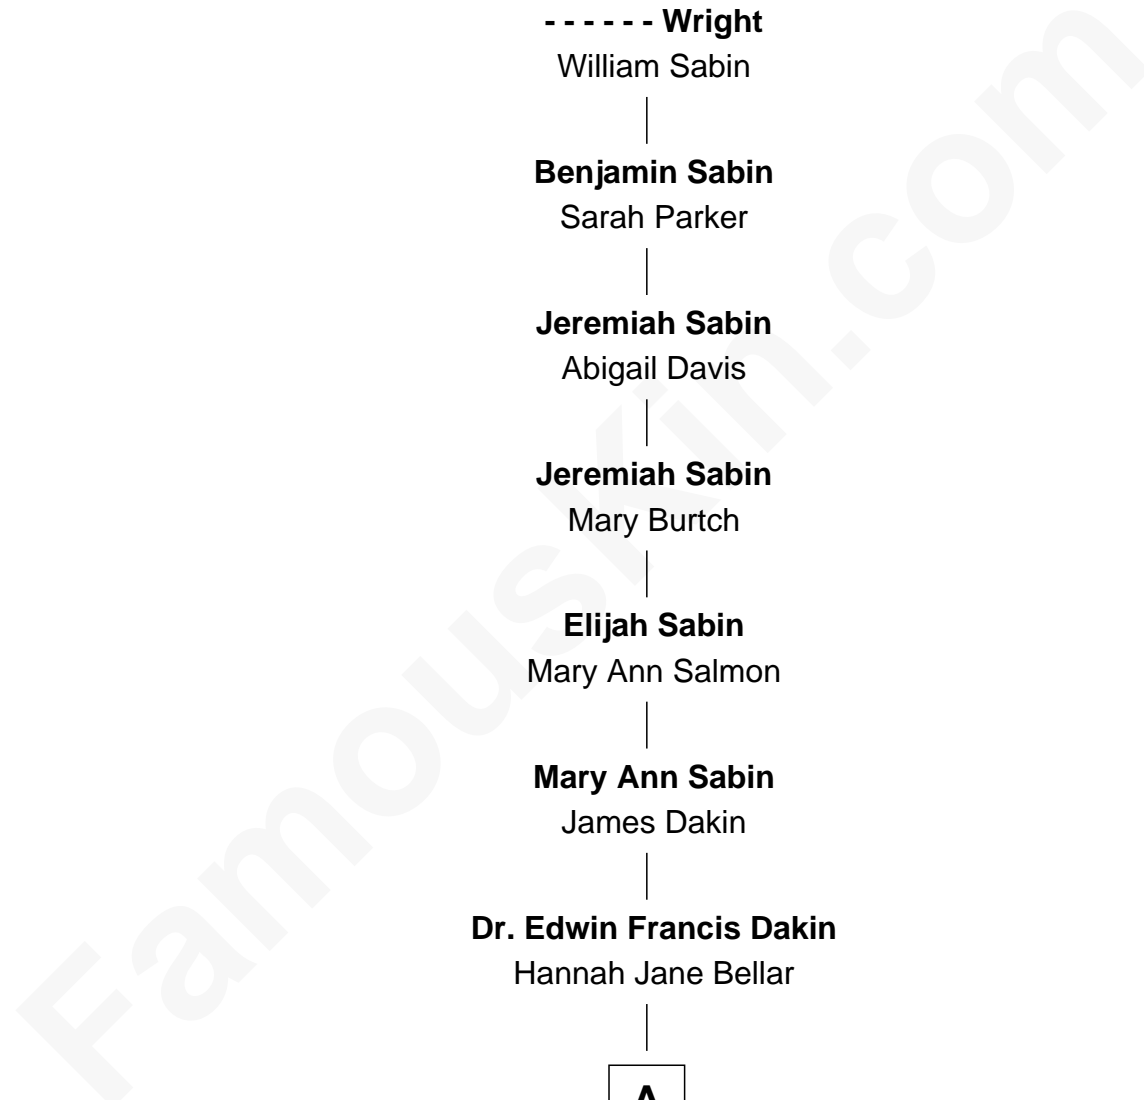 - - - - - - Wright
William Sabin
Benjamin Sabin
Sarah Parker
Jeremiah Sabin
Abigail Davis
Jeremiah Sabin
Mary Burtch
Elijah Sabin
Mary Ann Salmon
Mary Ann Sabin
James Dakin
Dr. Edwin Francis Dakin
Hannah Jane Bellar
A
FamousKin.com